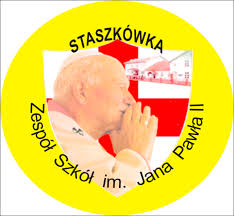 STASZKÓWKA
Zespół Szkół im. Jana Pawła II